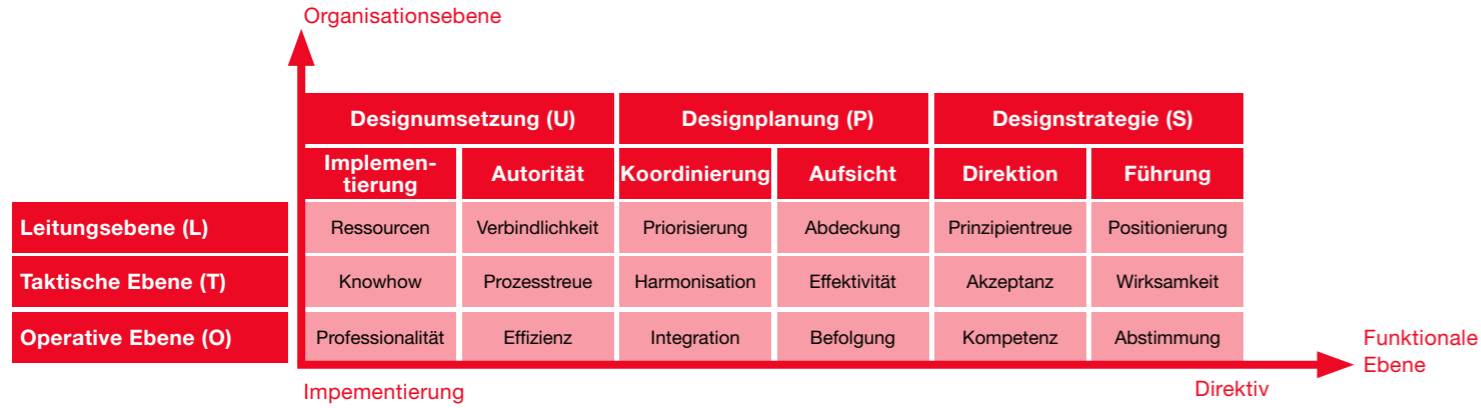 Organisationsebene
Designumsetzung (U) Designplanung (P) Designstrategie (S)
Implemen-
tierung Autorität Koordinierung Aufsicht Direktion Führung
Leitungsebene (L) Ressourcen Verbindlichkeit Priorisierung Abdeckung Prinzipientreue Positionierung
Taktische Ebene (T) Knowhow Prozesstreue Harmonisation Effektivität Akzeptanz Wirksamkeit
Operative Ebene (O) Professionalität Effizienz Integration Befolgung Kompetenz Abstimmung
Funktionale
Ebene
Impementierung Direktiv